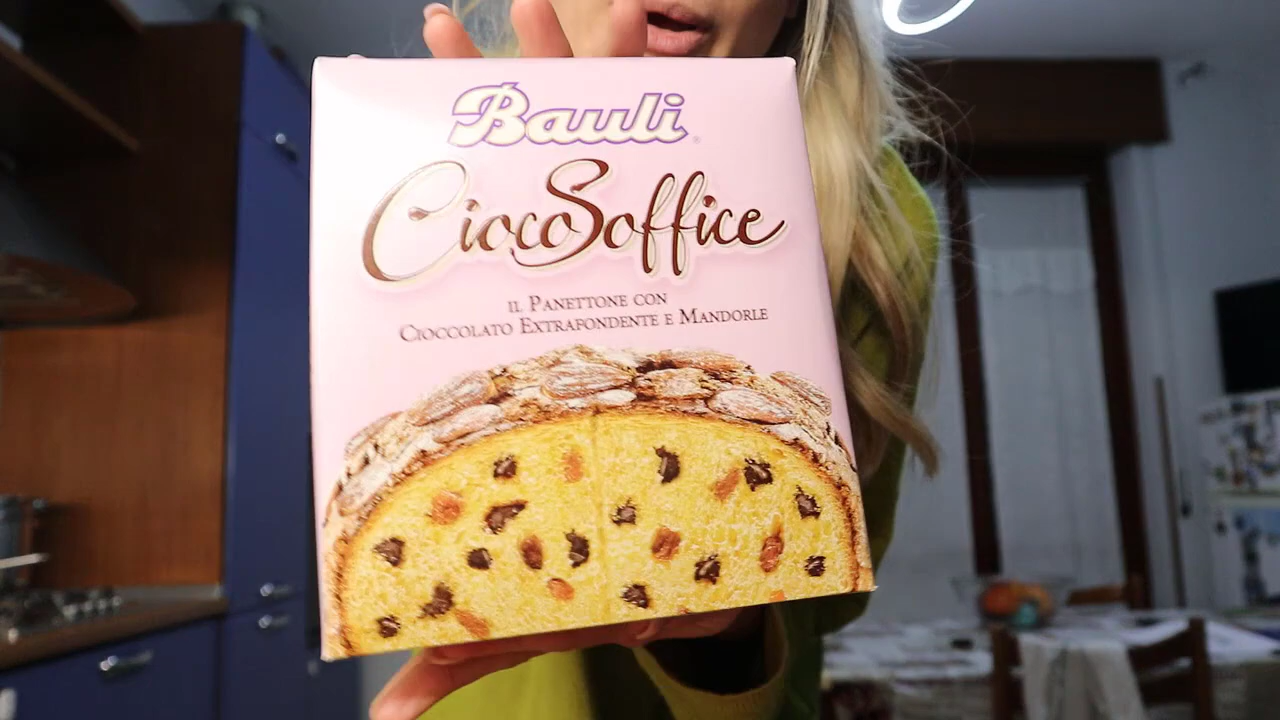 Bauli
CiocoSoffice
il Panettone con
Cioccolato Extrafondente e Mandorle